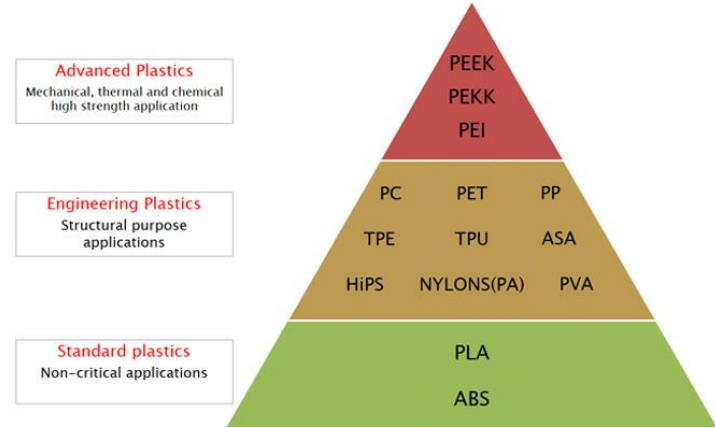 Advanced Plastics
Mechanical, thermal and chemical
high strength application
PEEK
PEKK
PEI
Engineering Plastics
Structural purpose
applications
PC PET PP
TPE TPU ASA
HiPS NYLONS(PA) PVA
Standard plastics
Non-critical applications
PLA
ABS